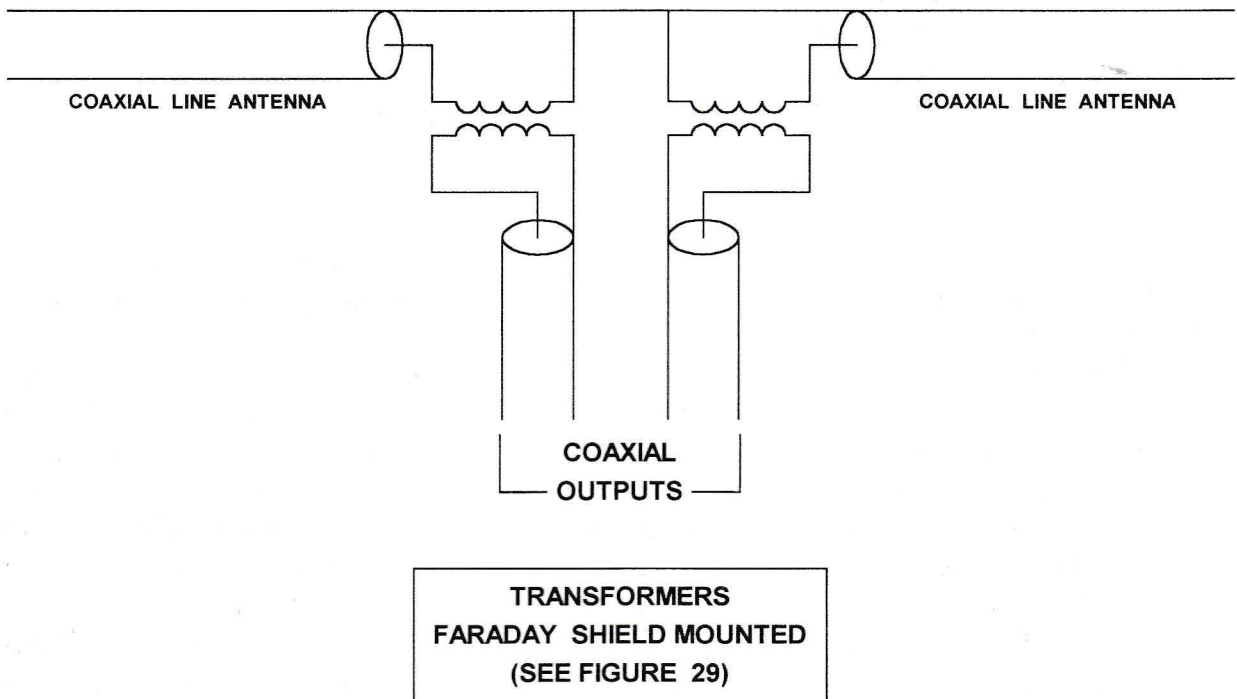 COAXIAL LINE ANTENNA
COAXIAL LINE ANTENNA
COAXIAL
OUTPUTS
TRANSFORMERS
FARADAY SHIELD MOUNTED
(SEE FIGURE 29)